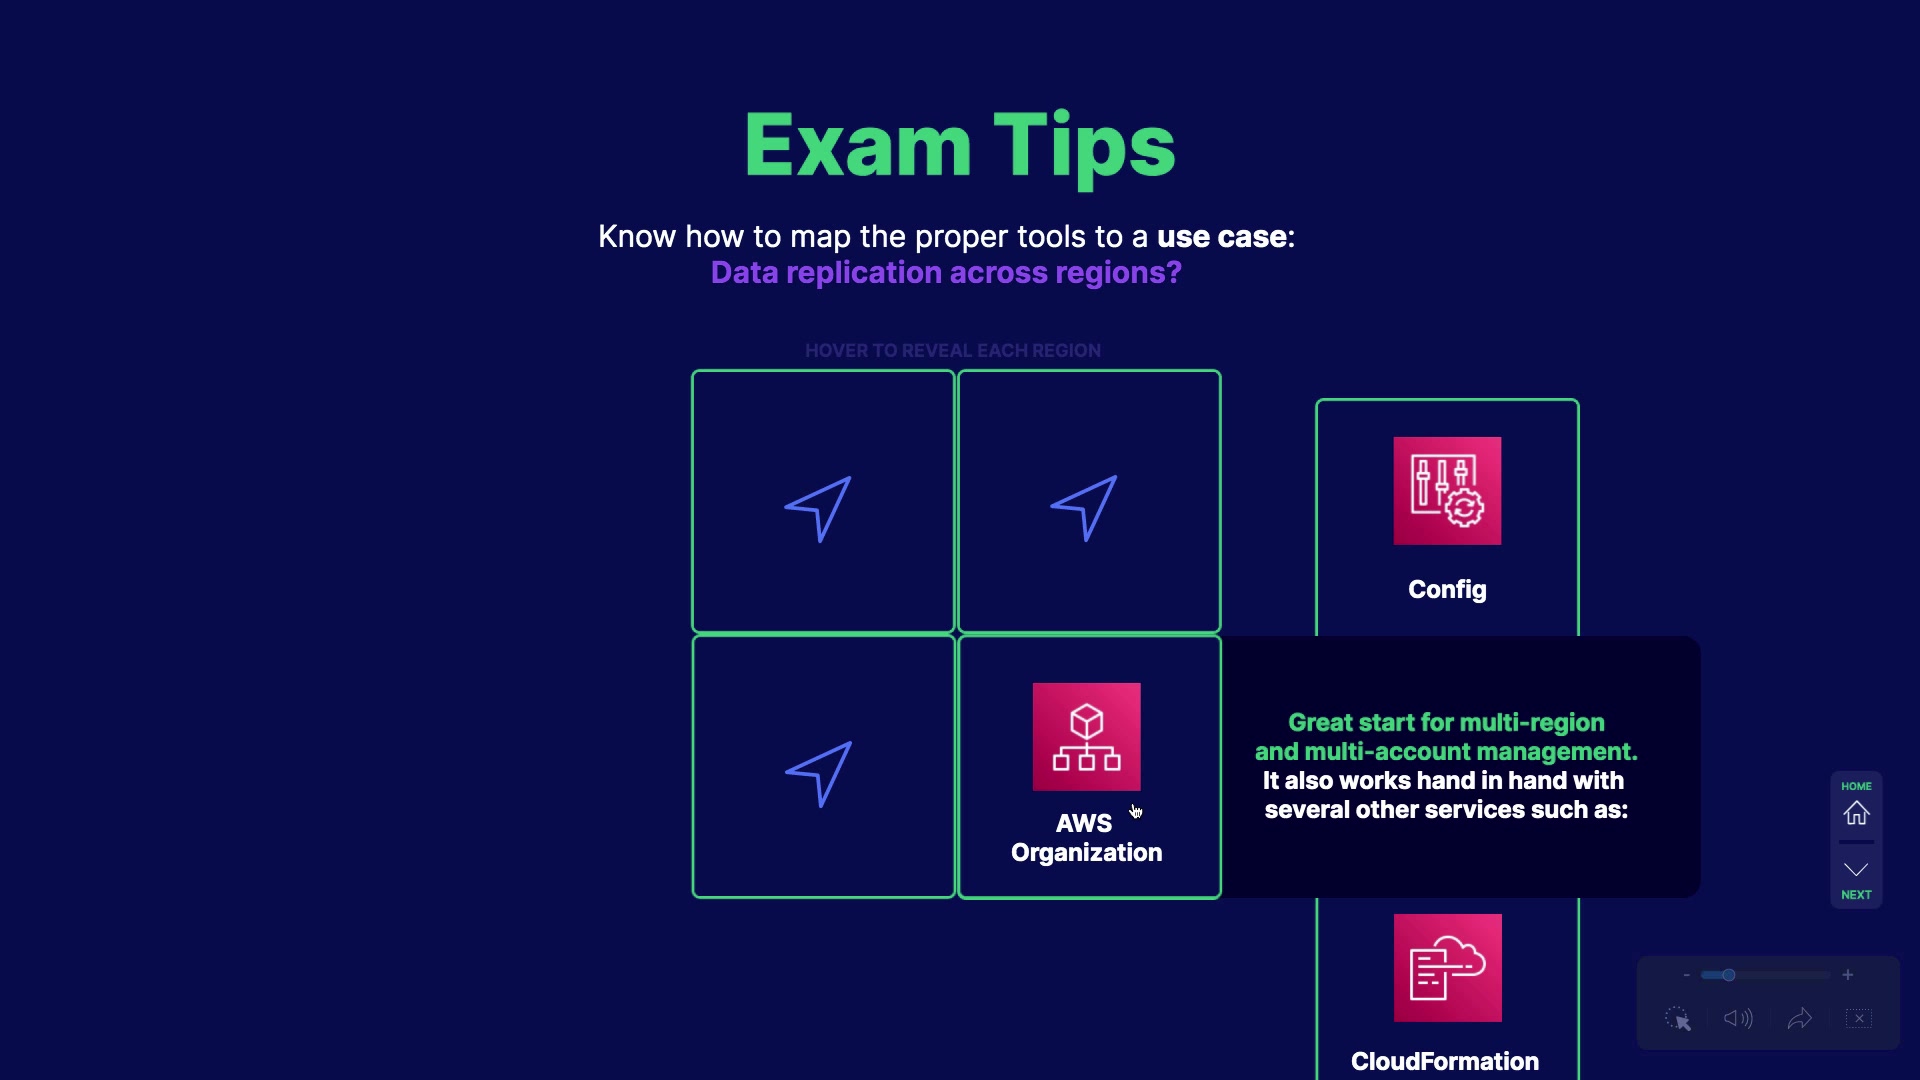 Exam Tips
Know how to map the proper tools to a use case:
Data replication across regions?
HOVER TO REVEAL EACH REGION
Config
AWS
Organization
Great start for multi-region
and multi-account management.
It also works hand in hand with
several other services such as:
CloudFormation
HOME
NEXT
- +